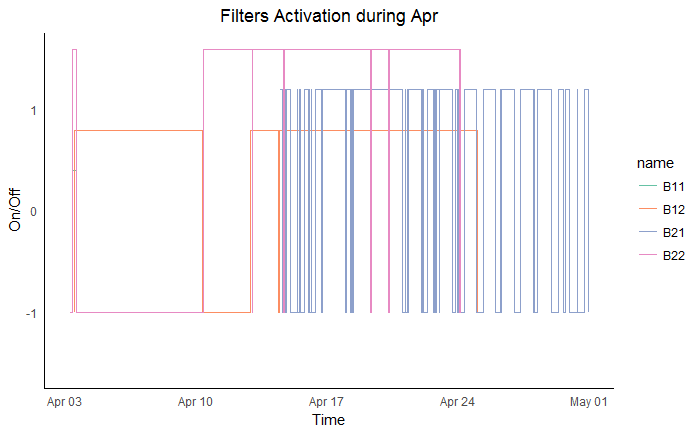 Filters Activation during Apr
On/Off
1
0
-1
Apr 03 Apr 10 Apr 17 Apr 24 May 01
Time
name
B11
B12
B21
B22